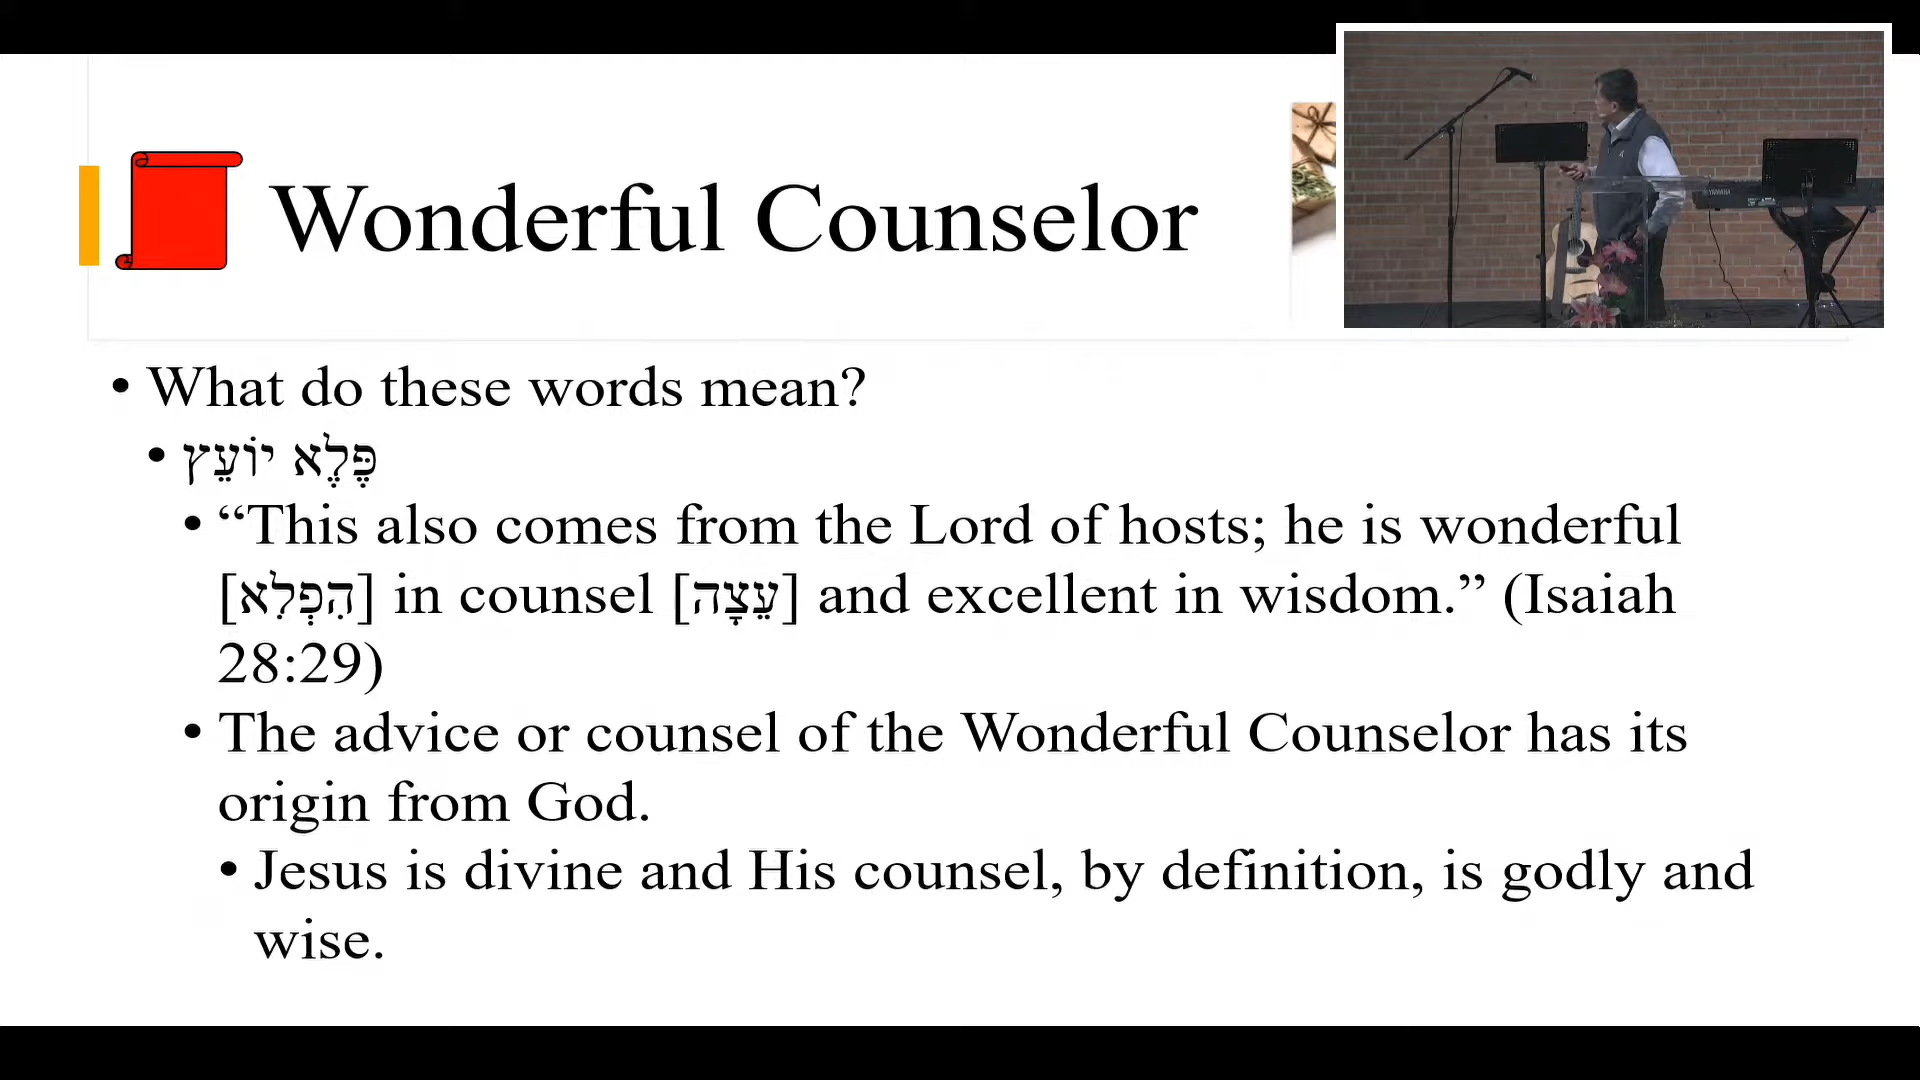 Wonderful Counselor
• What do these words mean?
• פֶּלֶא יוֹעֵץ
• “This also comes from the Lord of hosts; he is wonderful
[הִפְלִא] in counsel [עֵצָה] and excellent in wisdom.” (Isaiah
28:29)
• The advice or counsel of the Wonderful Counselor has its
origin from God.
• Jesus is divine and His counsel, by definition, is godly and
wise.